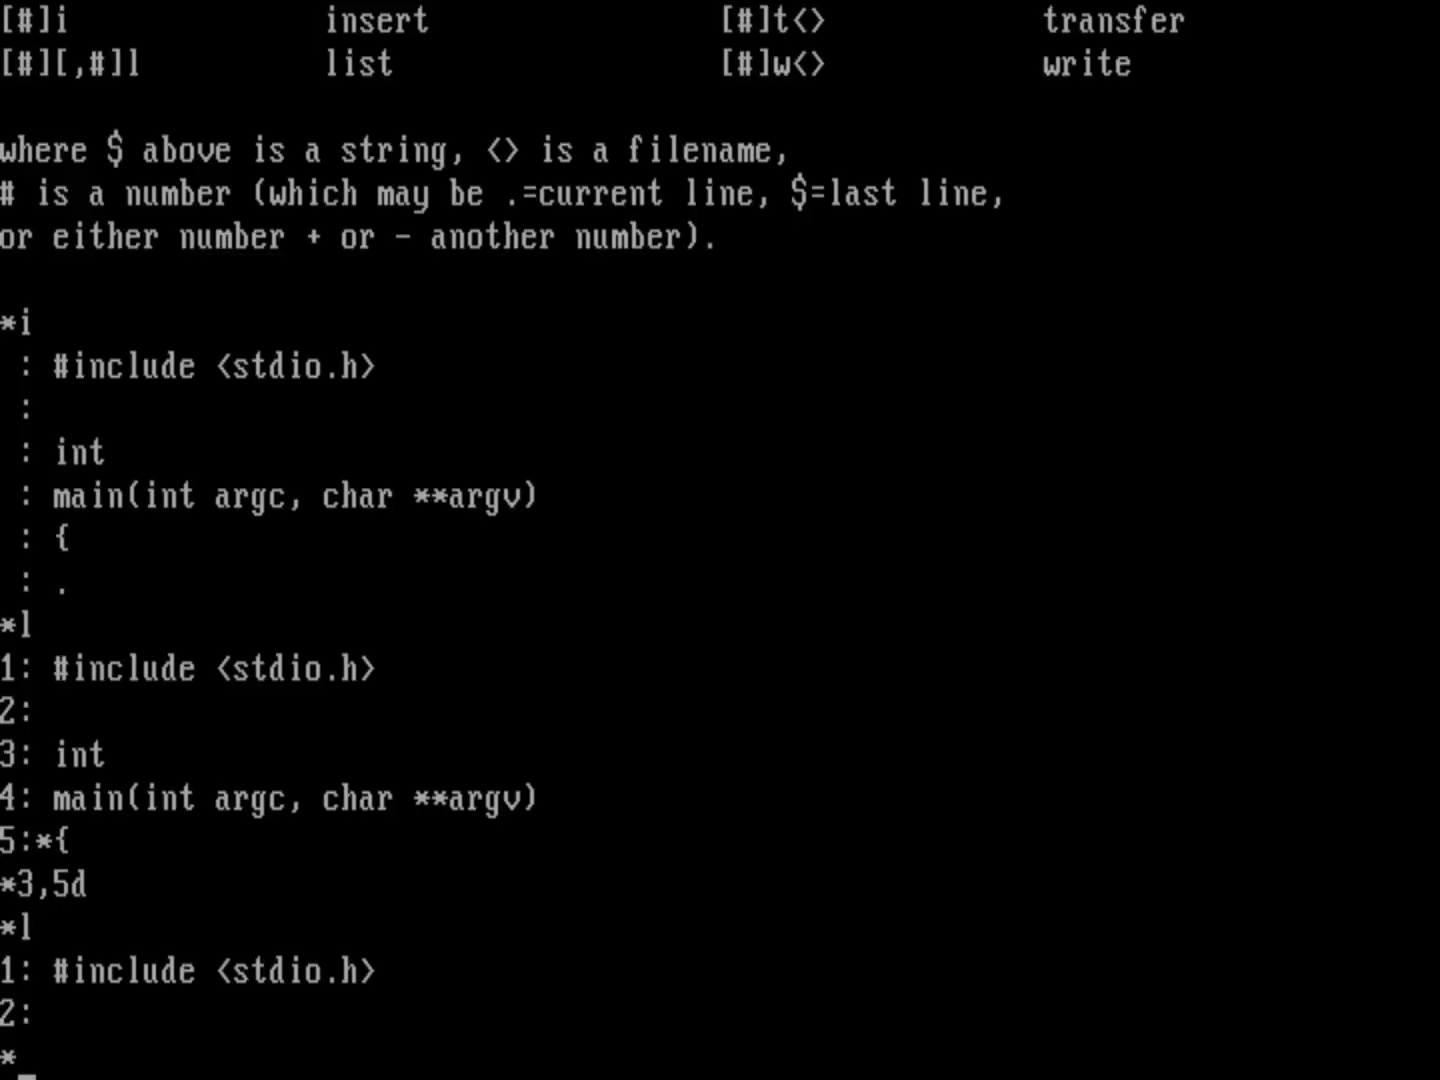 [#]i insert [#]t<> transfer
[#][,#]l list [#]w<> write
where $ above is a string, <> is a filename,
# is a number (which may be .=current line, $=last line,
or either number + or - another number).
*i
 : #include <stdio.h>
 :
 : int
 : main(int argc, char **argv)
 : {
 : .
*l
1: #include <stdio.h>
2:
3: int
4: main(int argc, char **argv)
5:*{
*3,5d
*l
1: #include <stdio.h>
2:
*_